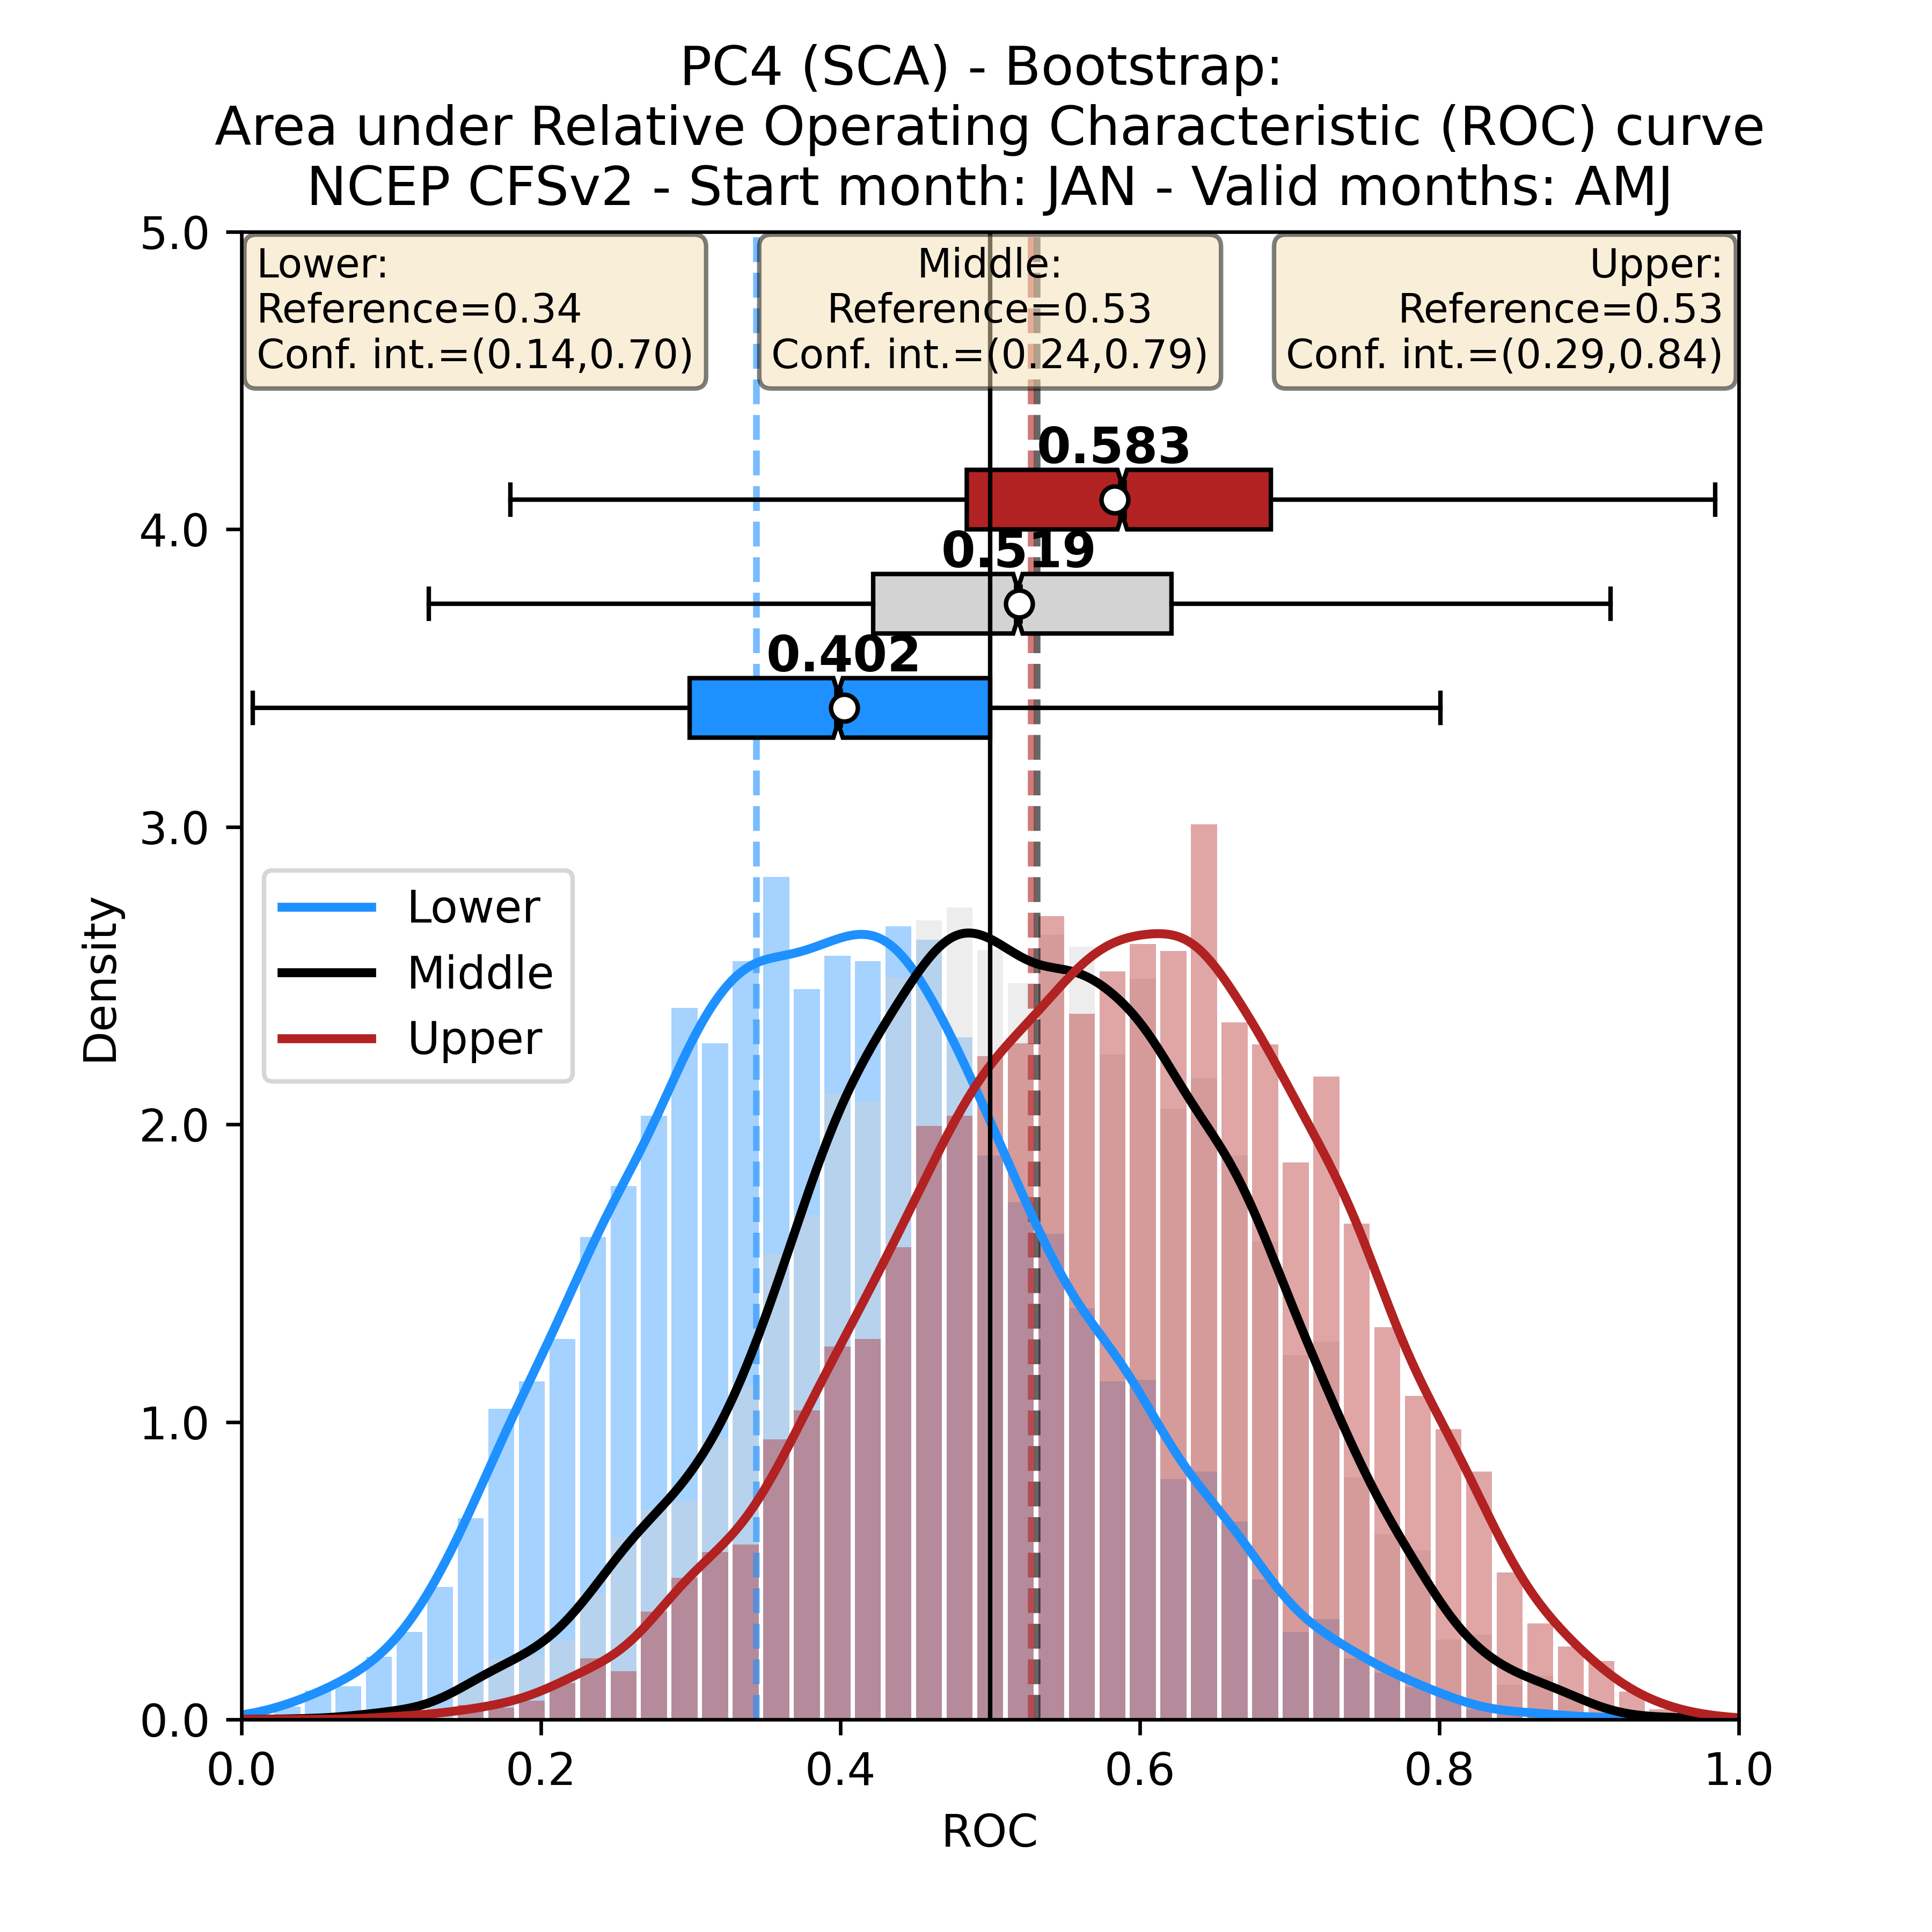 PC4 (SCA) - Bootstrap:
Area under Relative Operating Characteristic (ROC) curve
NCEP CFSv2 - Start month: JAN - Valid months: AMJ
Lower:
Reference=0.34
Conf. int.=(0.14,0.70)
Middle:
Reference=0.53
Conf. int.=(0.24,0.79)
Upper:
Reference=0.53
Conf. int.=(0.29,0.84)
0.583
0.519
0.402
Lower
Middle
Upper
Density
5.0
4.0
3.0
2.0
1.0
0.0
0.0
0.2
0.4
0.6
0.8
1.0
ROC